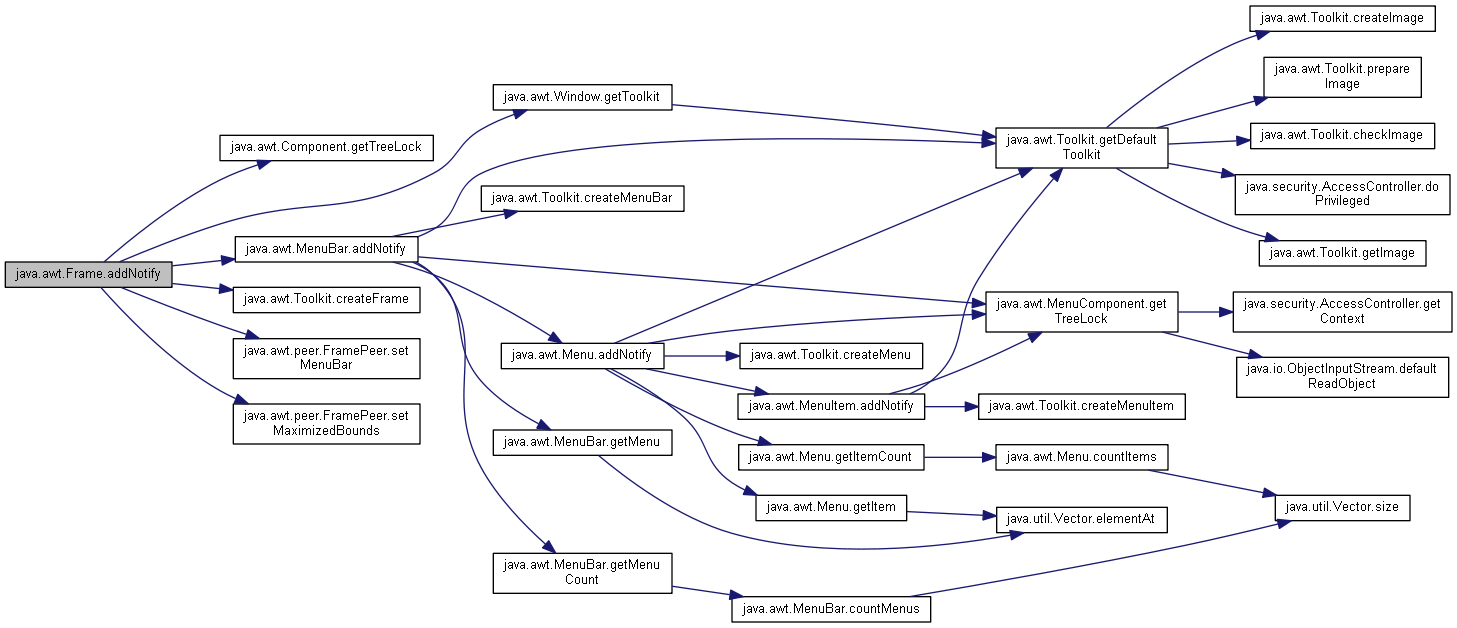 java.awt.Frame.addNotify
java.awt.Component.getTreeLock
java.awt.MenuBar.addNotify
java.awt.Toolkit.createFrame
java.awt.peer.FramePeer.set
MenuBar
java.awt.peer.FramePeer.set
MaximizedBounds
java.awt.Window.getToolkit
java.awt.Toolkit.createMenuBar
java.awt.Menu.addNotify
java.awt.MenuBar.getMenu
java.awt.MenuBar.getMenu
Count
java.awt.Toolkit.createMenu
java.awt.MenuItem.addNotify
java.awt.Menu.getItemCount
java.awt.Menu.getItem
java.awt.MenuBar.countMenus
java.awt.Toolkit.getDefault
Toolkit
java.awt.MenuComponent.get
TreeLock
java.awt.Toolkit.createMenuItem
java.awt.Menu.countItems
java.util.Vector.elementAt
java.awt.Toolkit.createImage
java.awt.Toolkit.prepare
Image
java.awt.Toolkit.checkImage
java.security.AccessController.do
Privileged
java.awt.Toolkit.getImage
java.security.AccessController.get
Context
java.io.ObjectInputStream.default
ReadObject
java.util.Vector.size